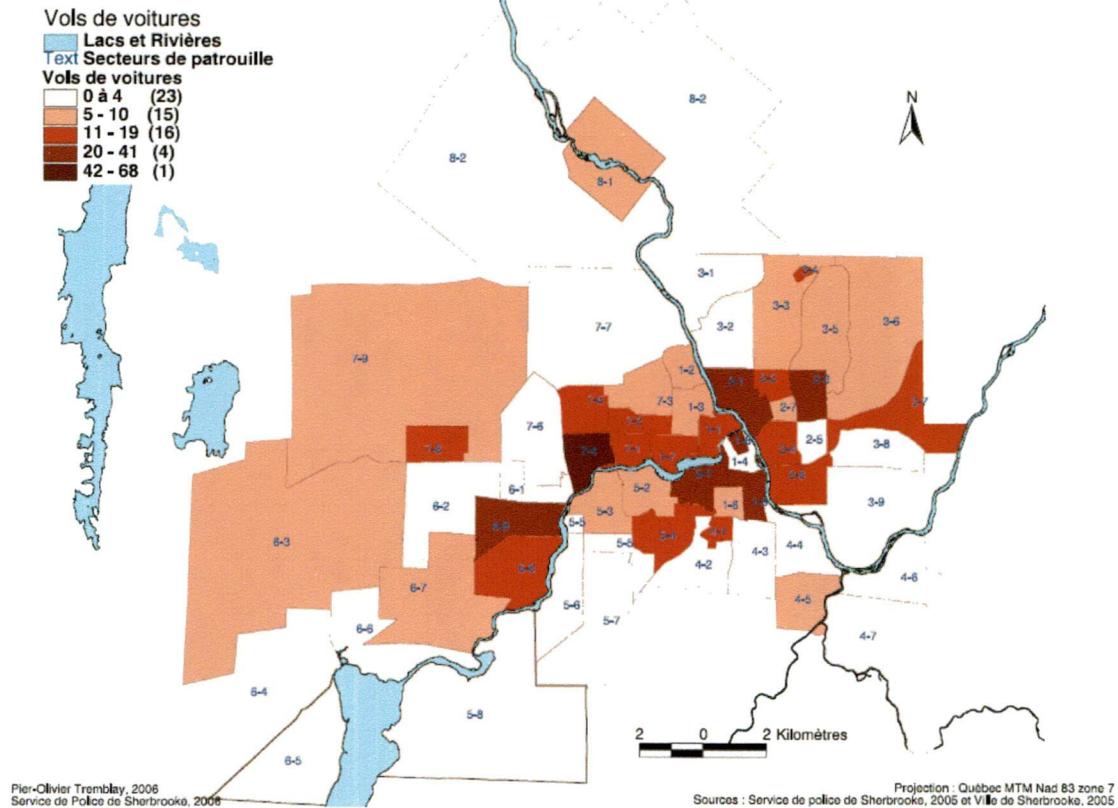 Vols de voitures
Lacs et Rivières
Text Secteurs de patrouille
Vols de voitures
0 à 4 (23)
5 - 10 (15)
11 - 19 (16)
20 - 41 (4)
42 - 68 (1)
N
8-2
8-2
8-1
3-1
3-3
3-6
7-7
3-2
3-5
7-9
1-2
7-3
1-3
2-7
7-6
2-5
3-8
1-4
6-2
6-1
5-2
3-9
5-3
1-6
5-5
6-3
4-3
4-4
4-2
4-6
6-7
5-6
4-5
6-6
5-7
4-7
6-4
5-8
6-5
2 0 2 Kilomètres
Pier-Olivier Tremblay, 2006
Service de Police de Sherbrooke, 2006
Projection : Québec MTM Nad 83 zone 7
Sources : Service de police de Sherbrooke, 2005 et Ville de Sherbrooke, 2005